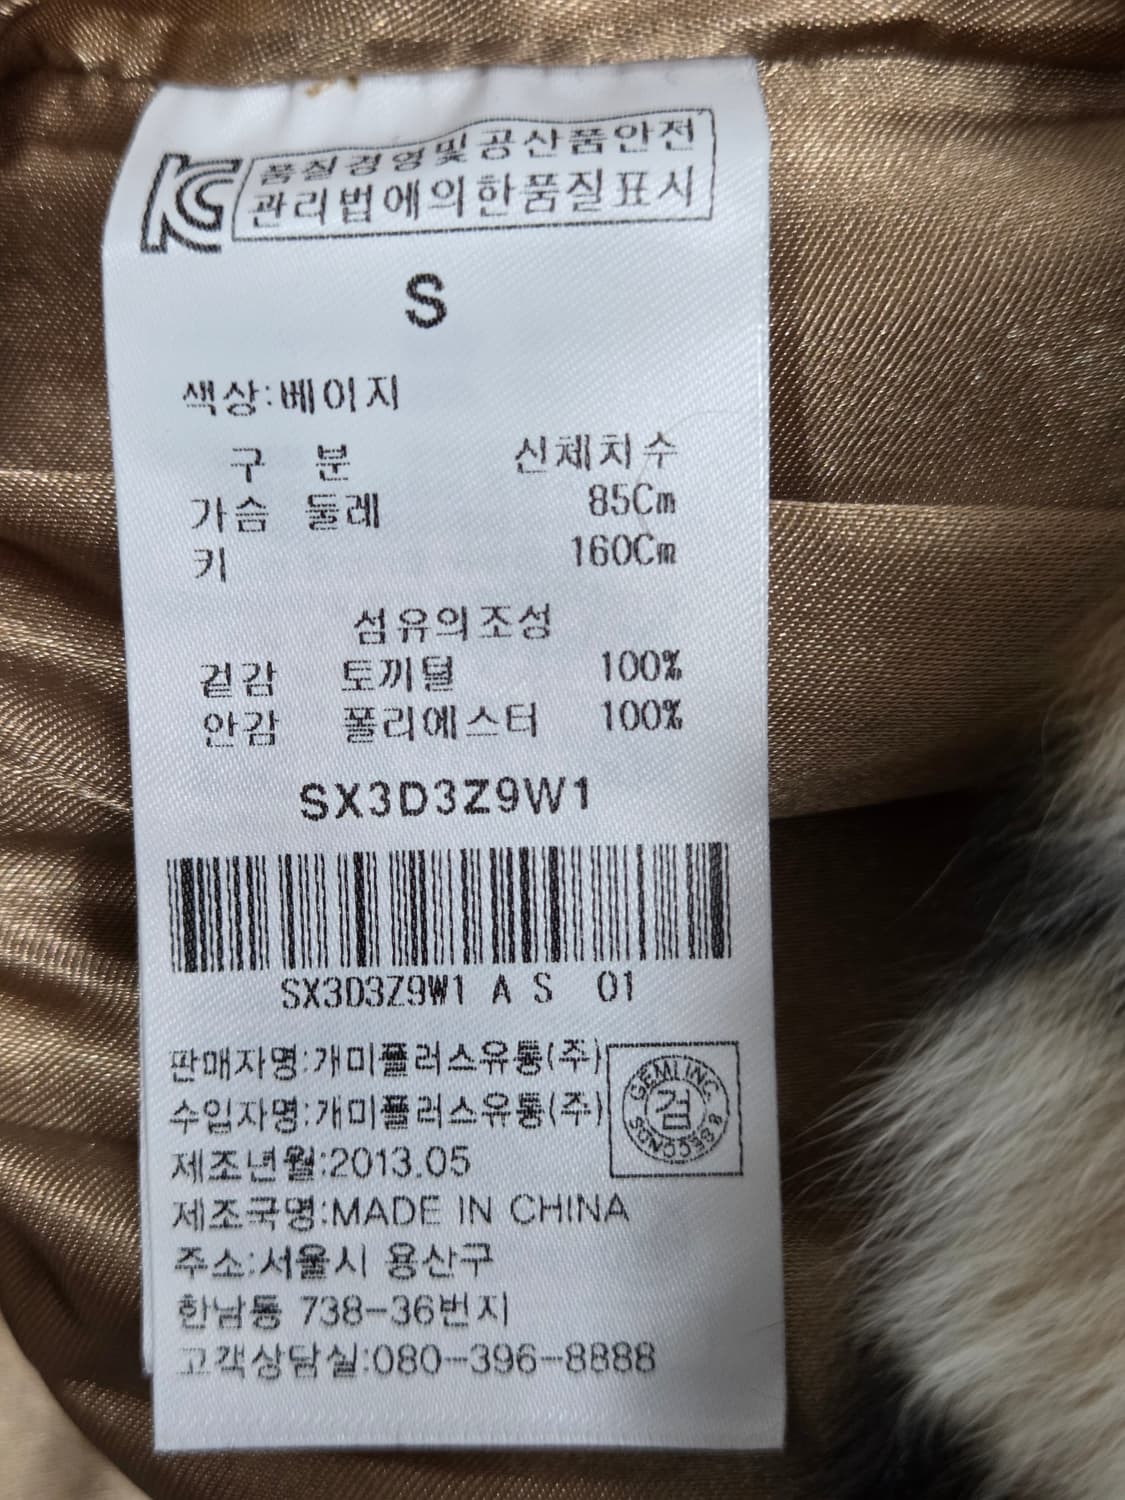 품질경영및공산품안전
관리법에의한품질표시
S
색상:베이지
구 분 신체치수
가슴 둘레 85Cm
키 160Cm
섬유의조성
겉감 토끼털 100%
안감 폴리에스터 100%
SX3D3Z9W1
SX3D3Z9W1 A S 01
판매자명:개미플러스유통(주)
수입자명:개미플러스유통(주)
GEMLINC.
검
8 SECONDS
제조년월:2013.05
제조국명:MADE IN CHINA
주소:서울시 용산구
한남동 738-36번지
고객상담실:080-396-8888